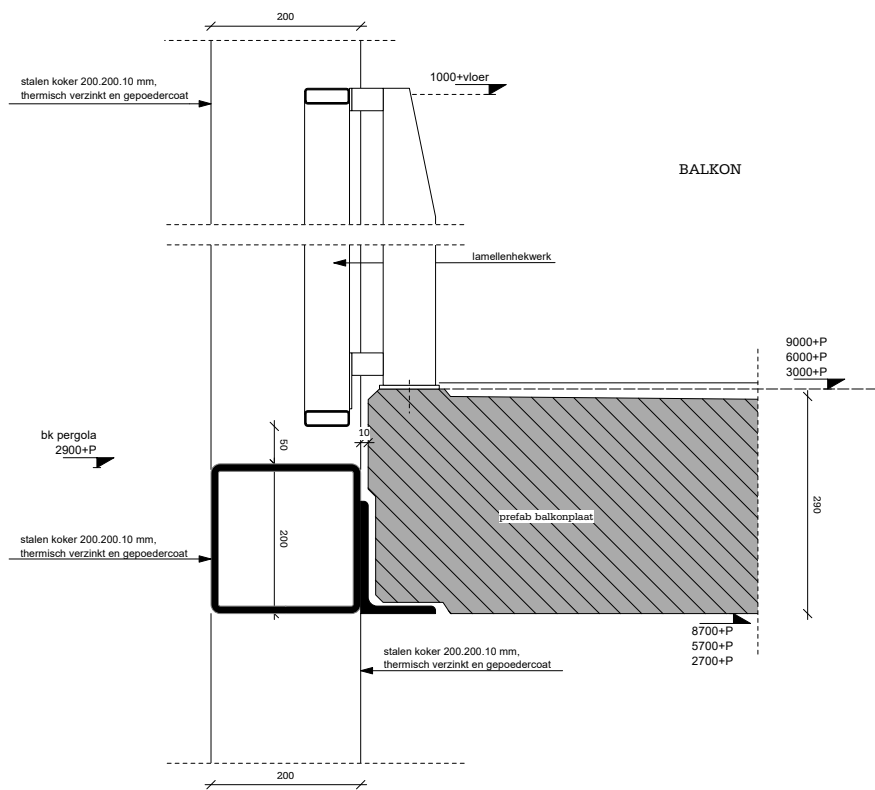 200
stalen koker 200.200.10 mm,
thermisch verzinkt en gepoedercoat
1000+vloer
BALKON
lamellenhekwerk
9000+P
6000+P
3000+P
bk pergola
2900+P
50
10
290
prefab balkonplaat
200
stalen koker 200.200.10 mm,
thermisch verzinkt en gepoedercoat
8700+P
5700+P
2700+P
stalen koker 200.200.10 mm,
thermisch verzinkt en gepoedercoat
200